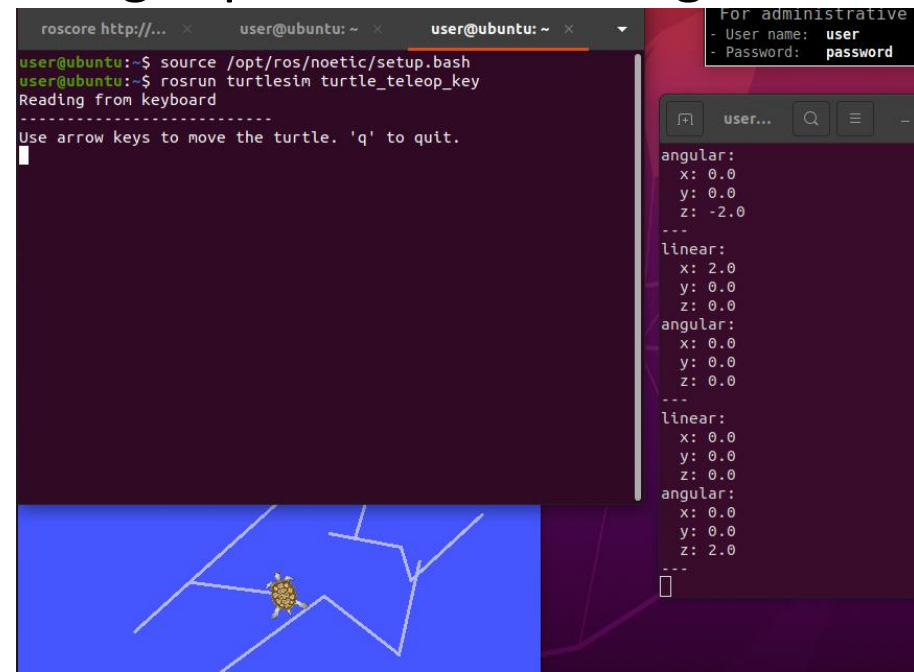 roscore http://...
user@ubuntu: ~
user@ubuntu: ~
user@ubuntu:~$ source /opt/ros/noetic/setup.bash
user@ubuntu:~$ rosrun turtlesim turtle_teleop_key
Reading from keyboard
---------------------------
Use arrow keys to move the turtle. 'q' to quit.
For administrative
- User name: user
- Password: password
user...
angular:
  x: 0.0
  y: 0.0
  z: -2.0
---
linear:
  x: 2.0
  y: 0.0
  z: 0.0
angular:
  x: 0.0
  y: 0.0
  z: 0.0
---
linear:
  x: 0.0
  y: 0.0
  z: 0.0
angular:
  x: 0.0
  y: 0.0
  z: 2.0
---